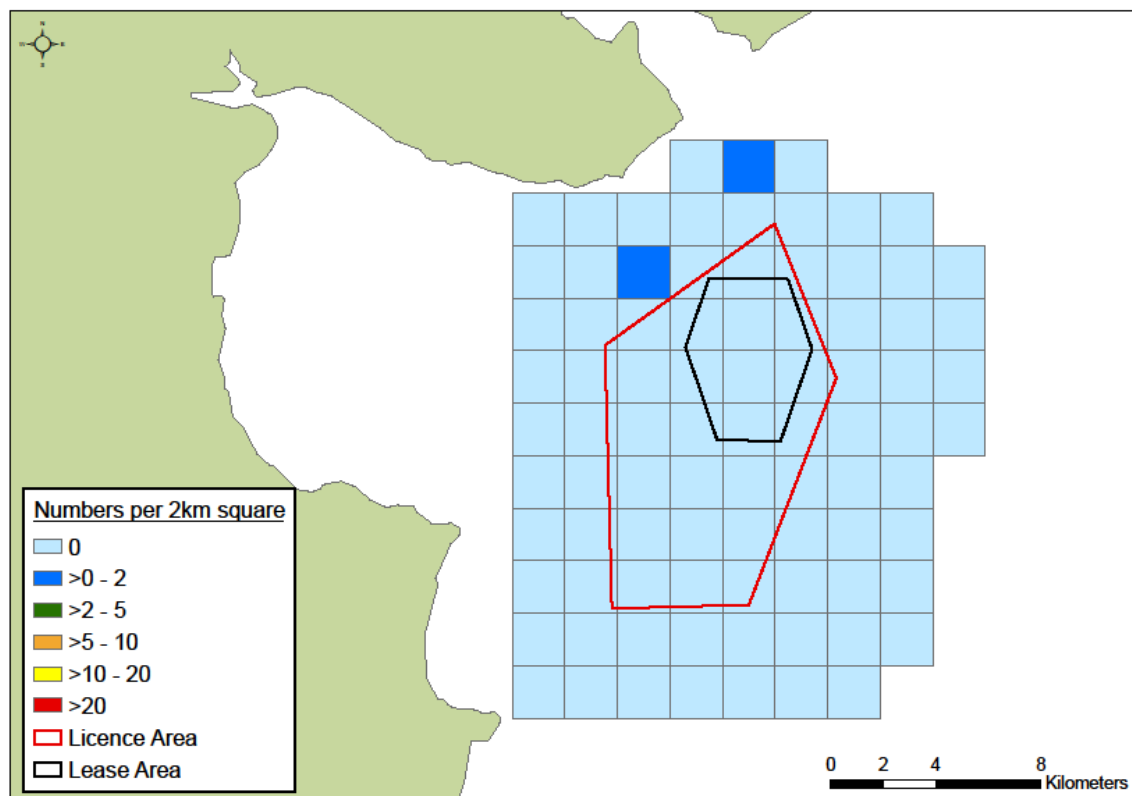 N
E
S
Numbers per 2km square
0
>0 - 2
>2 - 5
>5 - 10
>10 - 20
>20
Licence Area
Lease Area
0 2 4 8
Kilometers